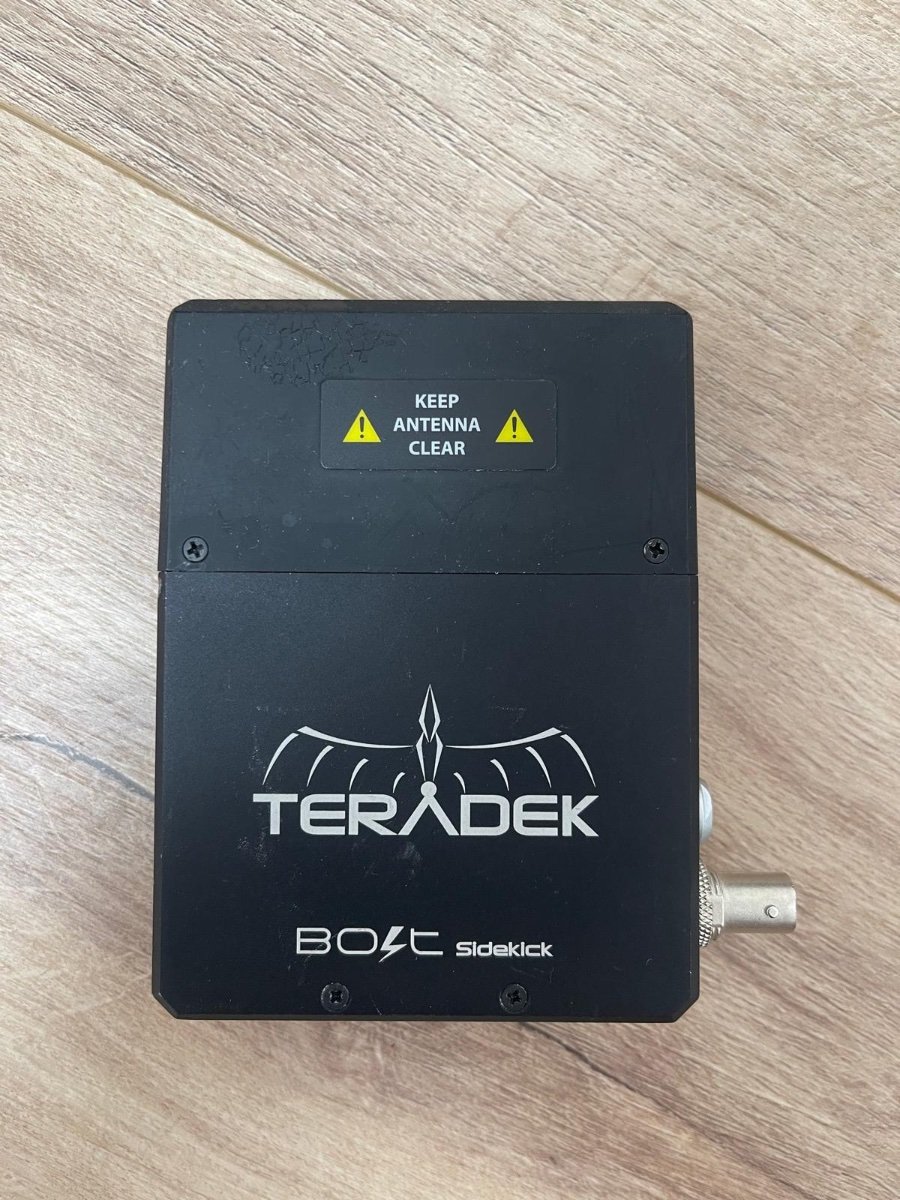 KEEP
ANTENNA
CLEAR
TERADEK
BOLT Sidekick